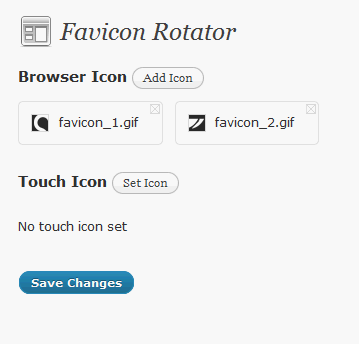 Favicon Rotator
Browser Icon Add Icon
favicon_1.gif favicon_2.gif
Touch Icon Set Icon
No touch icon set
Save Changes